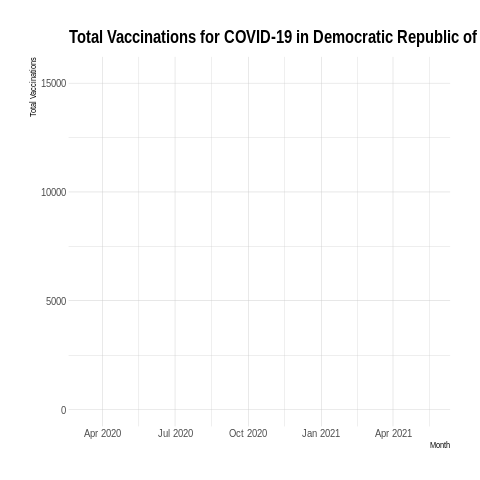 Total Vaccinations for COVID-19 in Democratic Republic of
Total Vaccinations
15000
10000
5000
0
Apr 2020 Jul 2020 Oct 2020 Jan 2021 Apr 2021
Month